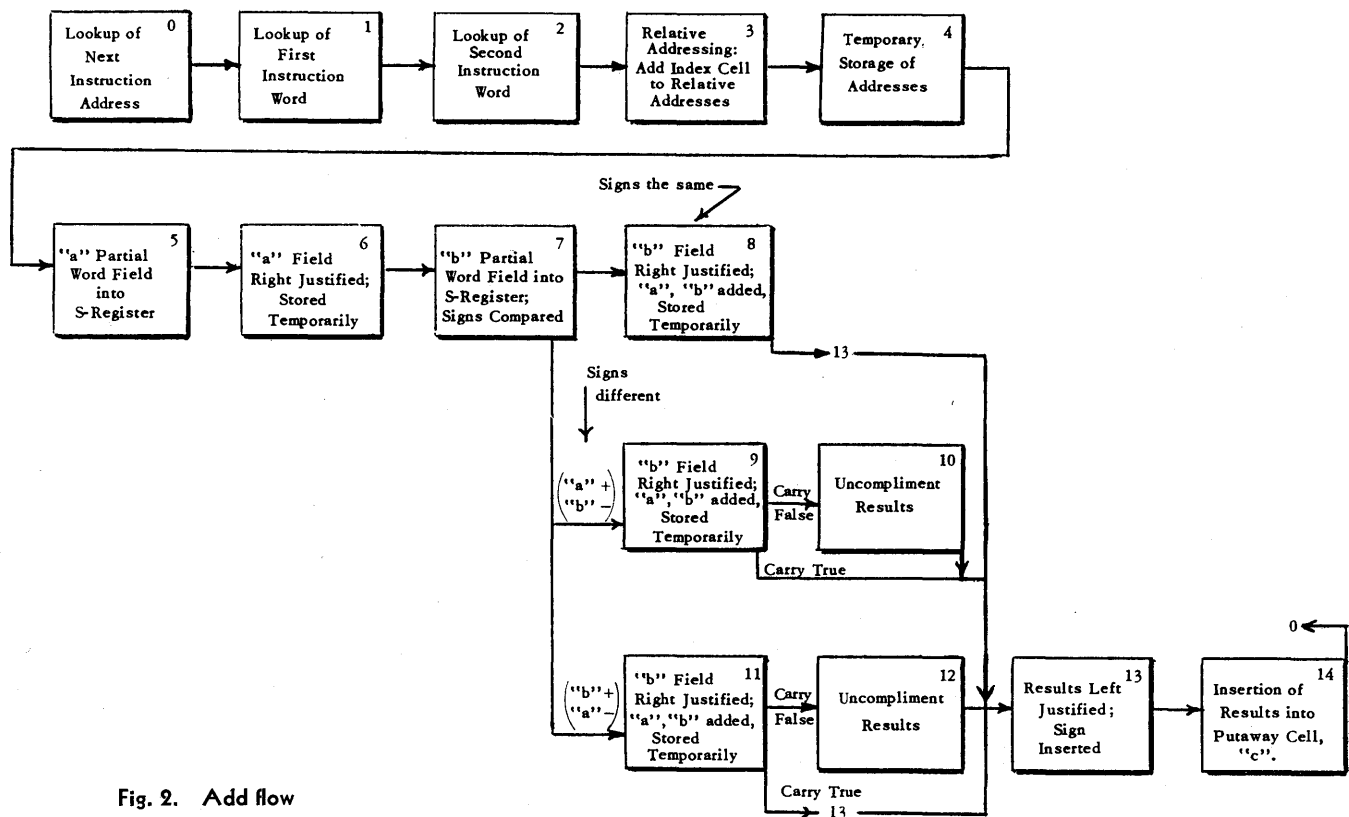 0
Lookup of
Next
Instruction
Address
1
Lookup of
First
Instruction
Word
2
Lookup of
Second
Instruction
Word
3
Relative
Addressing:
Add Index Cell
to Relative
Addresses
4
Temporary
Storage of
Addresses
5
"a" Partial
Word Field
into
S-Register
6
"a" Field
Right Justified;
Stored
Temporarily
7
"b" Partial
Word Field into
S-Register;
Signs Compared
Signs the same
8
"b" Field
Right Justified;
"a", "b" added,
Stored
Temporarily
13
Signs
different
("a" +
"b" -)
9
"b" Field
Right Justified;
"a", "b" added,
Stored
Temporarily
Carry
False
10
Uncompliment
Results
Carry True
("b" +
"a" -)
11
"b" Field
Right Justified;
"a", "b" added,
Stored
Temporarily
Carry
False
12
Uncompliment
Results
Carry True
13
13
Results Left
Justified;
Sign
Inserted
0
14
Insertion of
Results into
Putaway Cell,
"c".
Fig. 2. Add flow